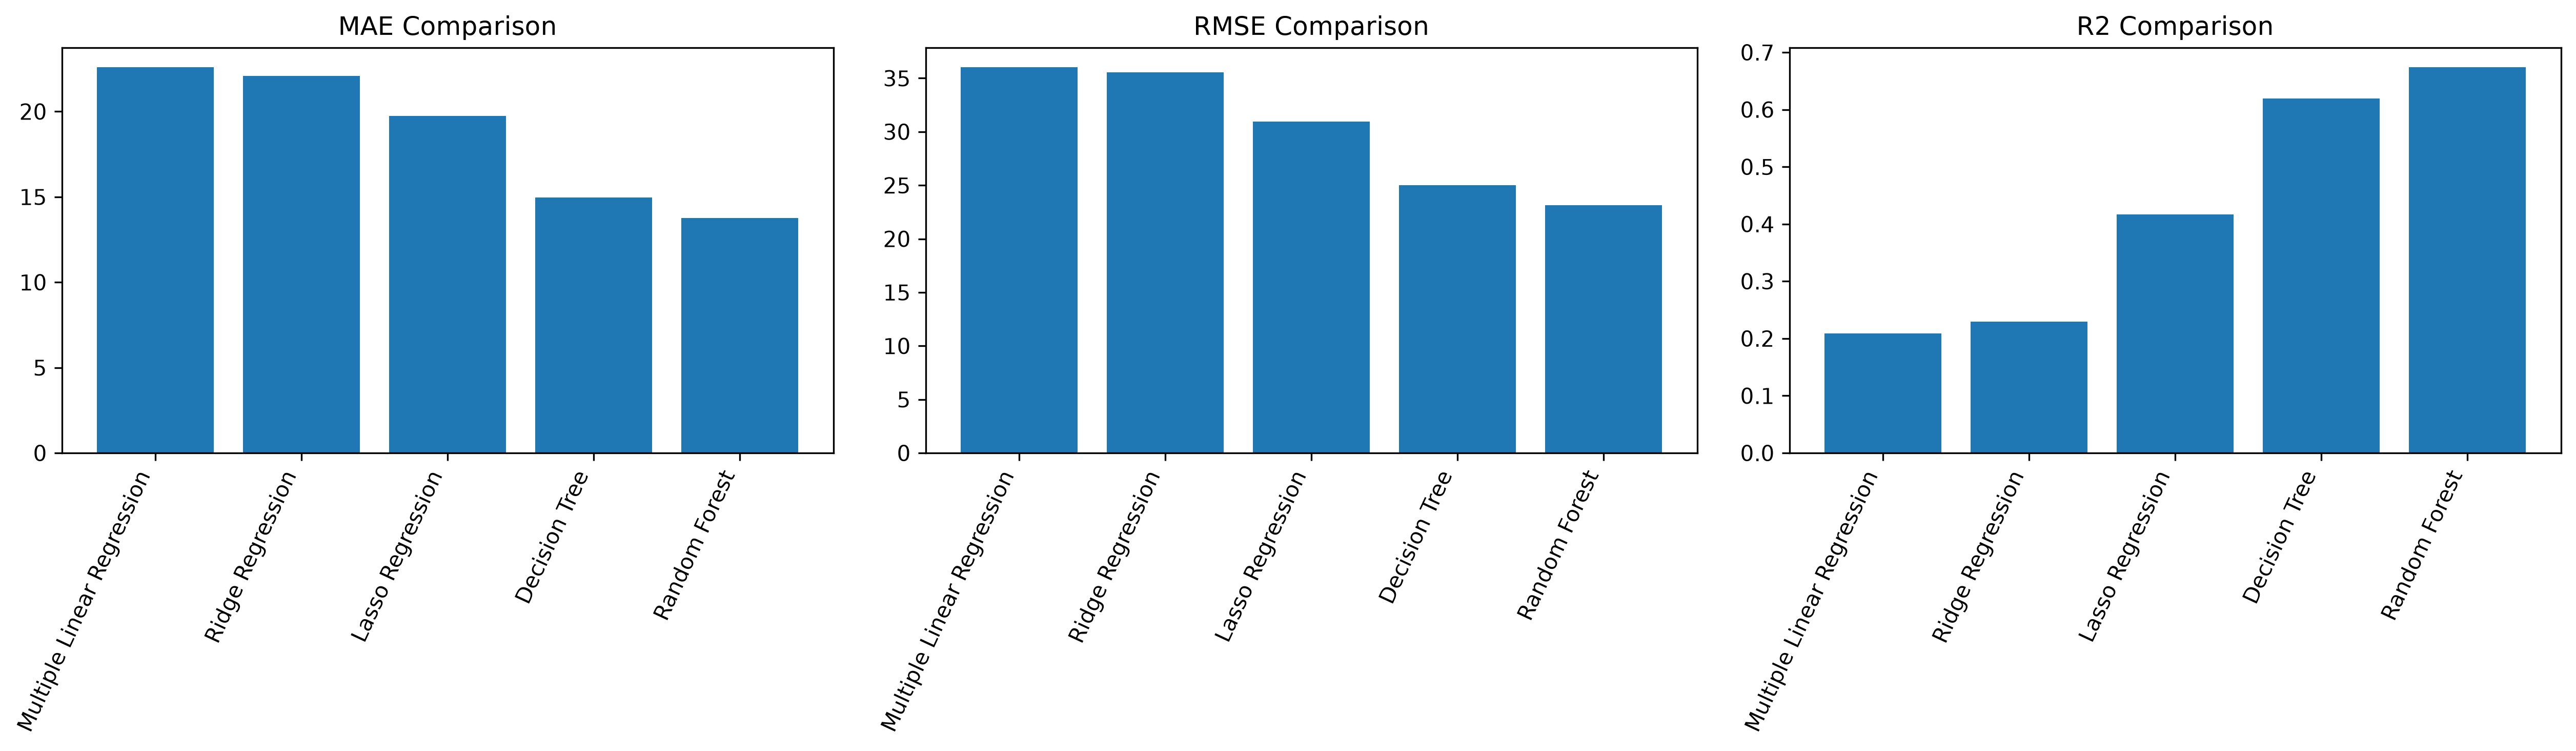 MAE Comparison
20
15
10
5
0
Multiple Linear Regression
Ridge Regression
Lasso Regression
Decision Tree
Random Forest
RMSE Comparison
35
30
25
20
15
10
5
0
Multiple Linear Regression
Ridge Regression
Lasso Regression
Decision Tree
Random Forest
R2 Comparison
0.7
0.6
0.5
0.4
0.3
0.2
0.1
0.0
Multiple Linear Regression
Ridge Regression
Lasso Regression
Decision Tree
Random Forest